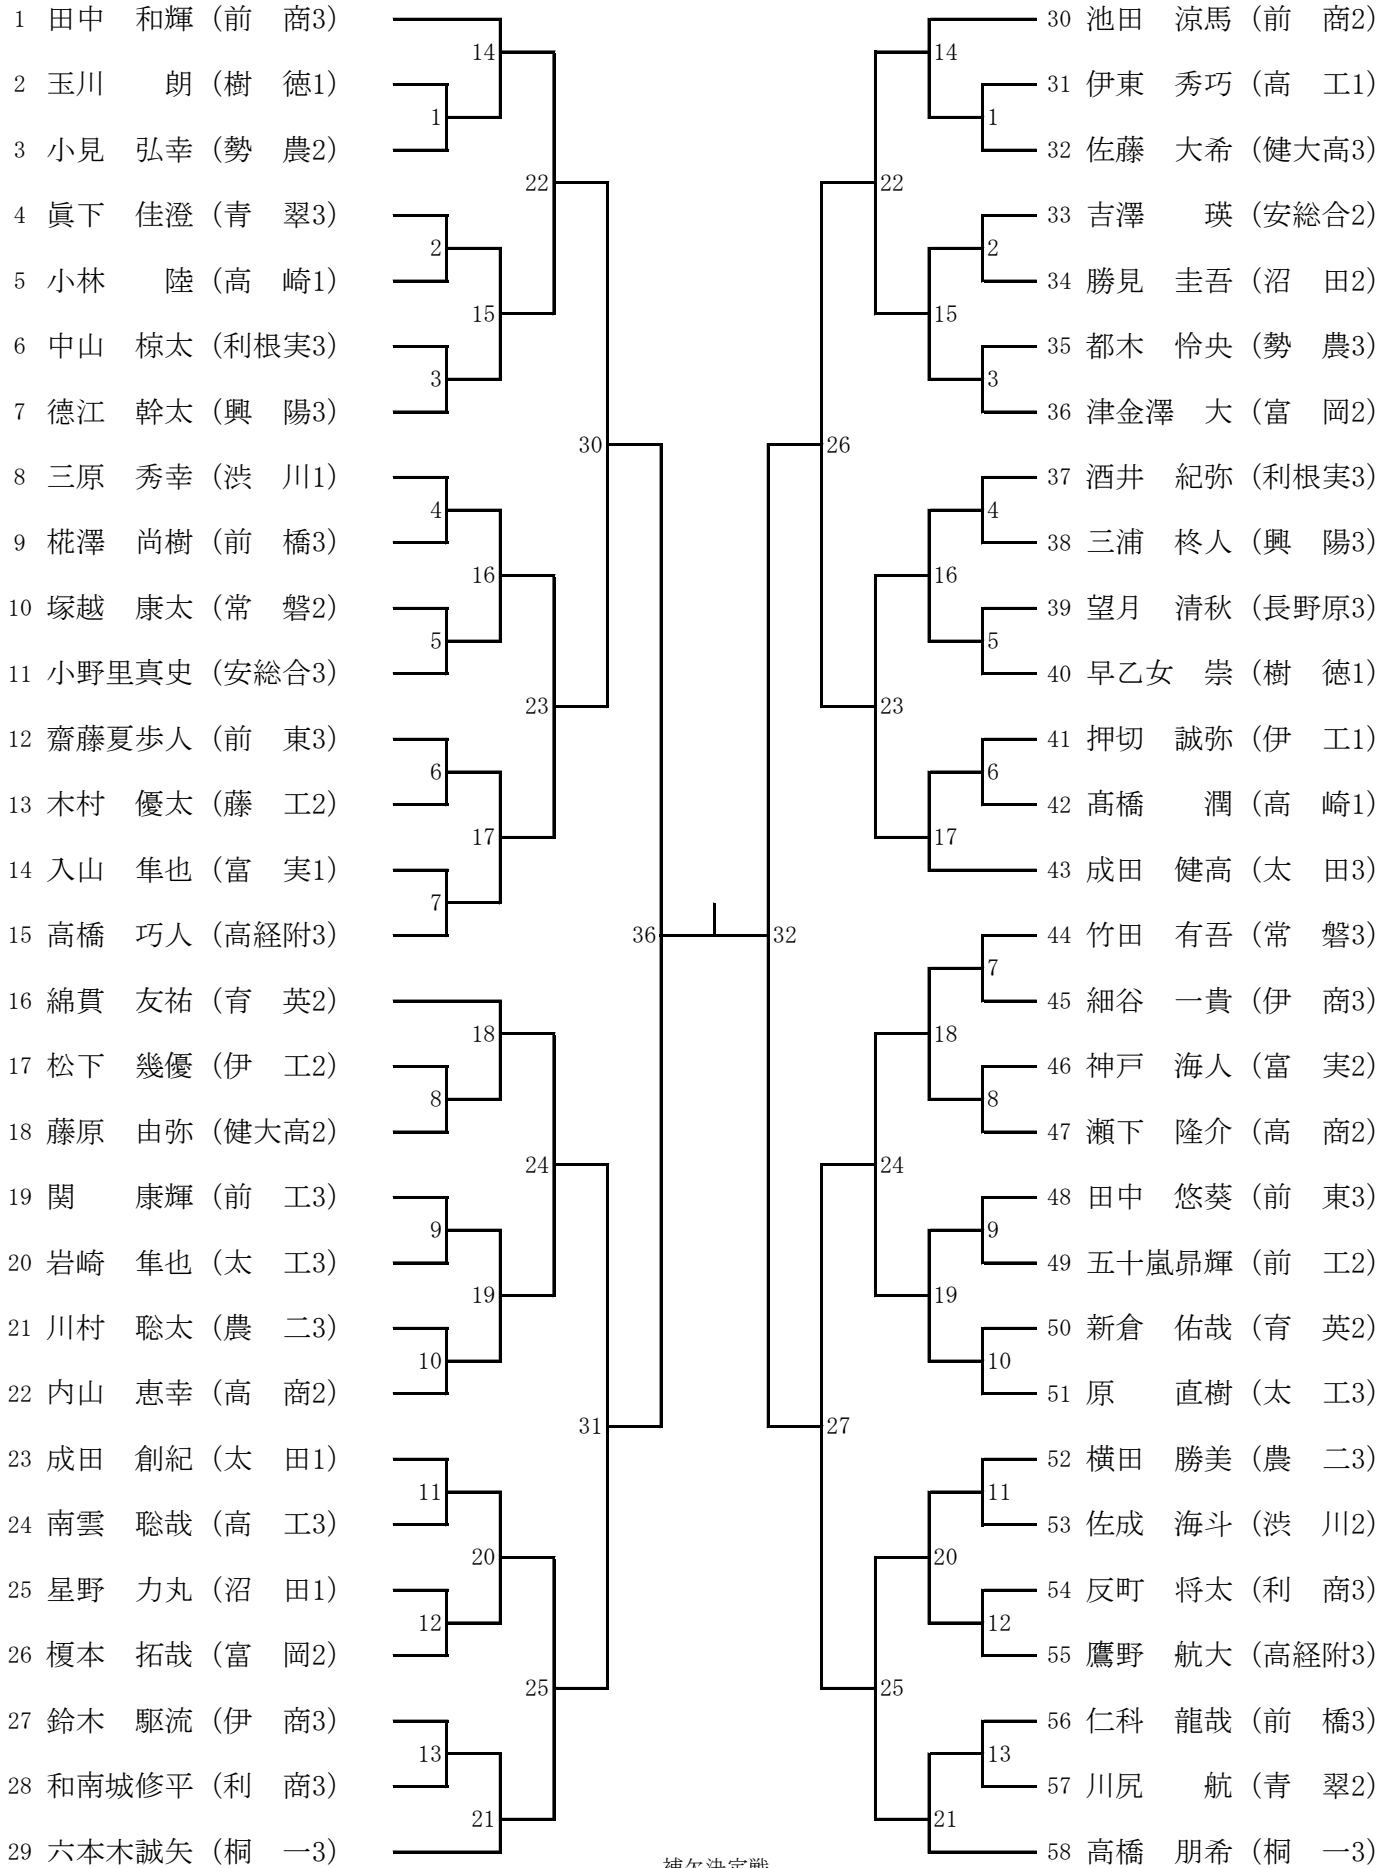 1 田中　和輝（前　商3）
2 玉川　　朗（樹　徳1）
3 小見　弘幸（勢　農2）
4 眞下　佳澄（青　翠3）
5 小林　　陸（高　崎1）
6 中山　椋太（利根実3）
7 徳江　幹太（興　陽3）
8 三原　秀幸（渋　川1）
9 椛澤　尚樹（前　橋3）
10 塚越　康太（常　磐2）
11 小野里真史（安総合3）
12 齋藤夏歩人（前　東3）
13 木村　優太（藤　工2）
14 入山　隼也（富　実1）
15 高橋　巧人（高経附3）
16 綿貫　友祐（育　英2）
17 松下　幾優（伊　工2）
18 藤原　由弥（健大高2）
19 関　　康輝（前　工3）
20 岩崎　隼也（太　工3）
21 川村　聡太（農　二3）
22 内山　恵幸（高　商2）
23 成田　創紀（太　田1）
24 南雲　聡哉（高　工3）
25 星野　力丸（沼　田1）
26 榎本　拓哉（富　岡2）
27 鈴木　駆流（伊　商3）
28 和南城修平（利　商3）
29 六本木誠矢（桐　一3）
14
1
2
3
15
22
4
5
16
6
7
17
23
30
8
18
9
10
19
24
11
12
20
13
21
25
31
36
32
14
1
2
3
15
22
4
5
16
6
17
23
26
7
8
18
9
10
19
24
11
12
20
13
21
25
27
30 池田　涼馬（前　商2）
31 伊東　秀巧（高　工1）
32 佐藤　大希（健大高3）
33 吉澤　　瑛（安総合2）
34 勝見　圭吾（沼　田2）
35 都木　怜央（勢　農3）
36 津金澤　大（富　岡2）
37 酒井　紀弥（利根実3）
38 三浦　柊人（興　陽3）
39 望月　清秋（長野原3）
40 早乙女　崇（樹　徳1）
41 押切　誠弥（伊　工1）
42 髙橋　　潤（高　崎1）
43 成田　健高（太　田3）
44 竹田　有吾（常　磐3）
45 細谷　一貴（伊　商3）
46 神戸　海人（富　実2）
47 瀬下　隆介（高　商2）
48 田中　悠葵（前　東3）
49 五十嵐昴輝（前　工2）
50 新倉　佑哉（育　英2）
51 原　　直樹（太　工3）
52 横田　勝美（農　二3）
53 佐成　海斗（渋　川2）
54 反町　将太（利　商3）
55 鷹野　航大（高経附3）
56 仁科　龍哉（前　橋3）
57 川尻　　航（青　翠2）
58 高橋　朋希（桐　一3）
補欠決定戦